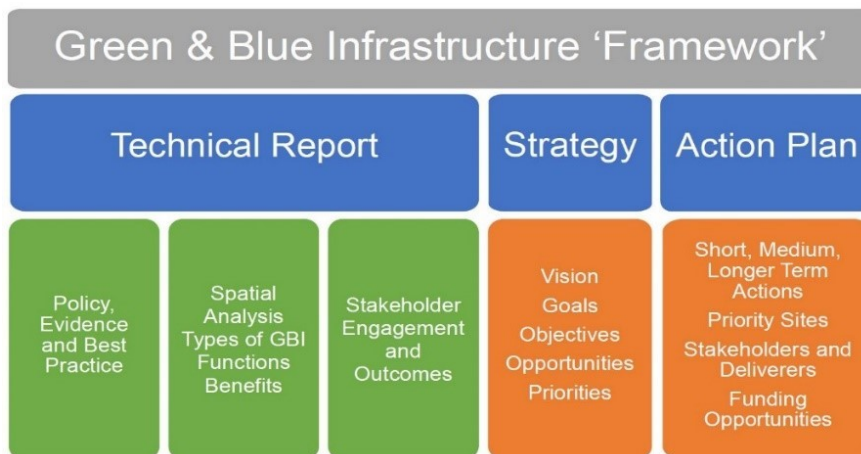 Green & Blue Infrastructure ‘Framework’
Technical Report
Strategy
Action Plan
Policy,
Evidence
and Best
Practice
Spatial
Analysis
Types of GBI
Functions
Benefits
Stakeholder
Engagement
and
Outcomes
Vision
Goals
Objectives
Opportunities
Priorities
Short, Medium,
Longer Term
Actions
Priority Sites
Stakeholders and
Deliverers
Funding
Opportunities